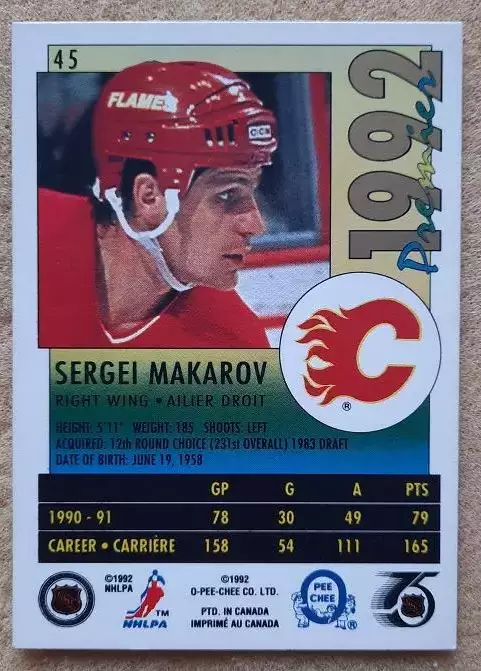 45
1992
Premier
FLAMES
CCM
SERGEI MAKAROV
RIGHT WING • AILIER DROIT
HEIGHT: 5'11" WEIGHT: 185 SHOOTS: LEFT
ACQUIRED: 12th ROUND CHOICE (231st OVERALL) 1983 DRAFT
DATE OF BIRTH: JUNE 19, 1958
GP G A PTS
1990 - 91 78 30 49 79
CAREER • CARRIÈRE 158 54 111 165
©1992 NHLPA
NHLPA TM
©1992
O-PEE-CHEE CO. LTD.
PTD. IN CANADA
IMPRIMÉ AU CANADA
O PEE CHEE ®
75
®